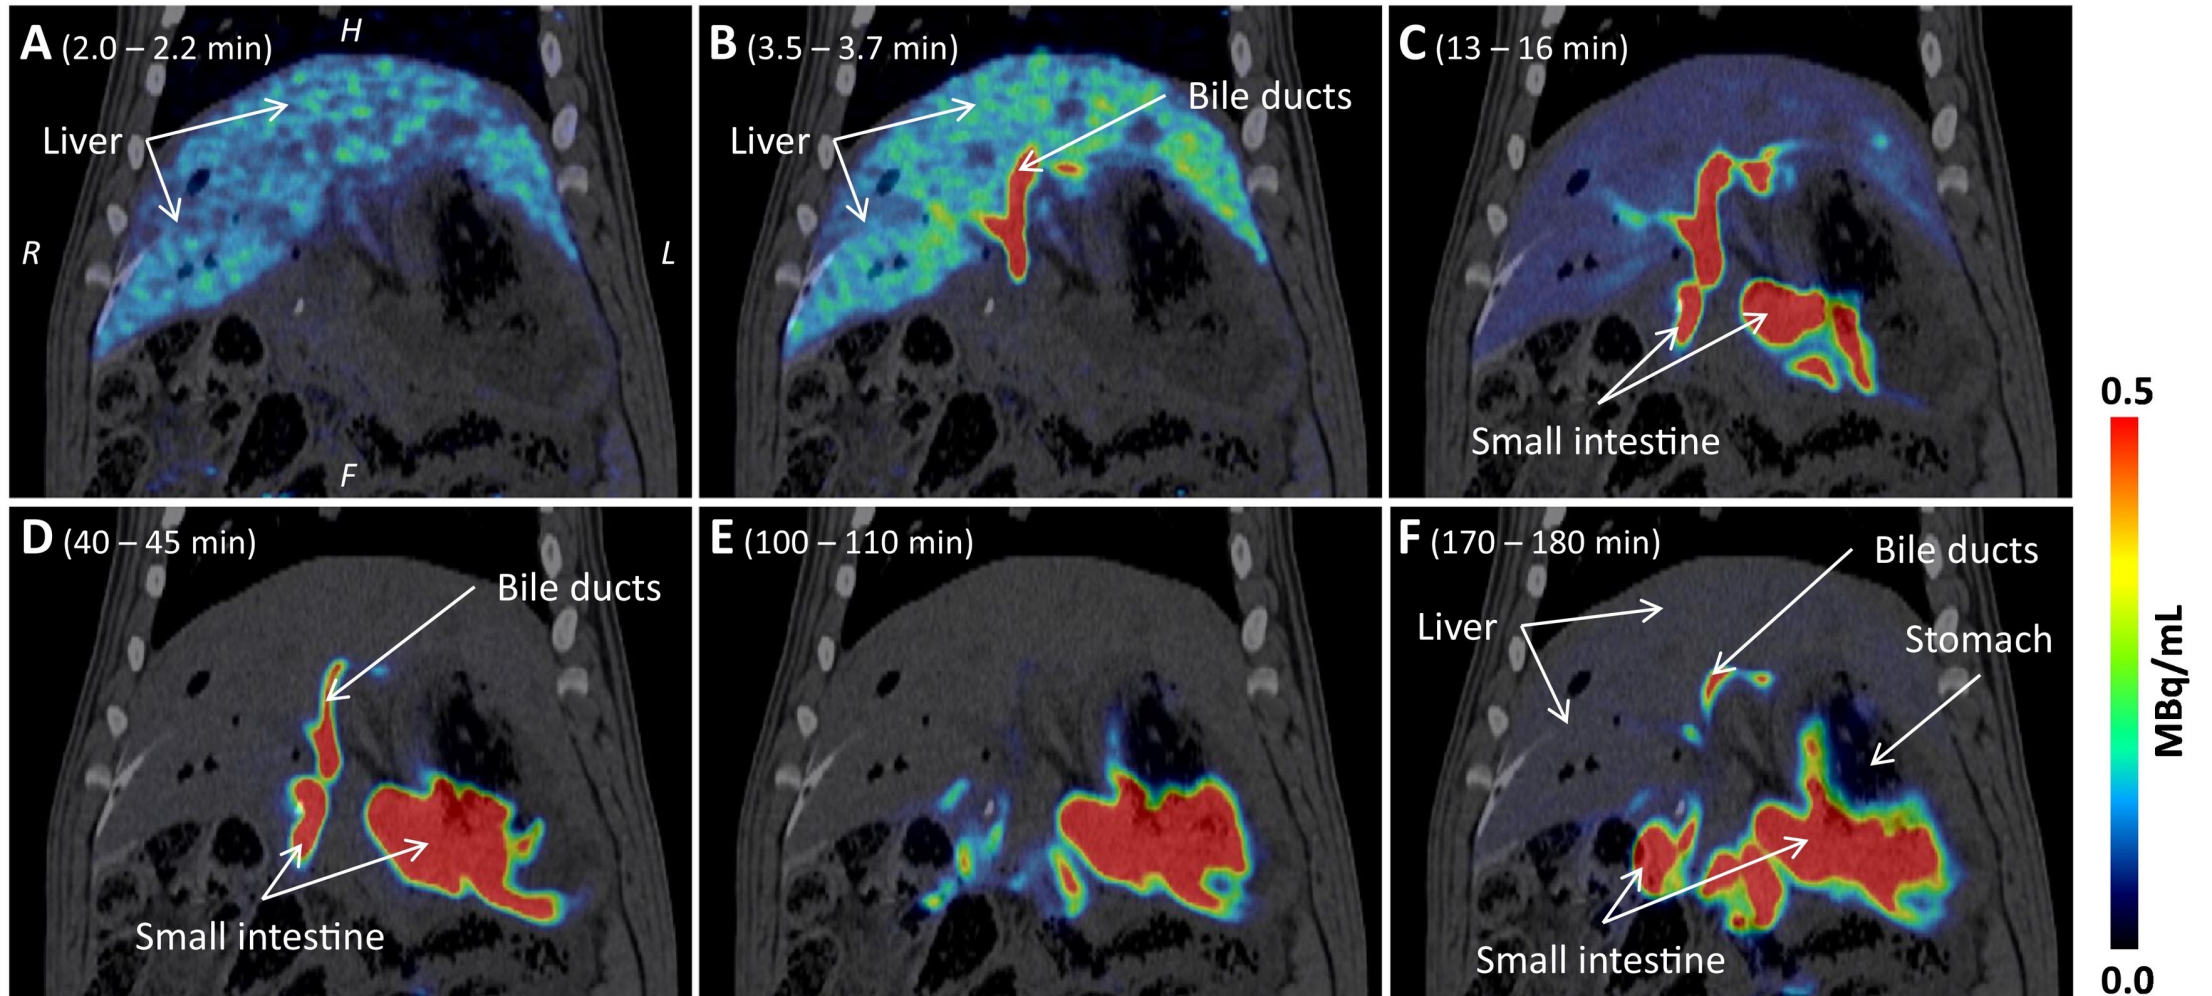 A (2.0 – 2.2 min)
H
Liver
R
L
F
B (3.5 – 3.7 min)
Bile ducts
Liver
C (13 – 16 min)
Small intestine
D (40 – 45 min)
Bile ducts
Small intestine
E (100 – 110 min)
F (170 – 180 min)
Bile ducts
Liver
Stomach
Small intestine
0.5
MBq/mL
0.0